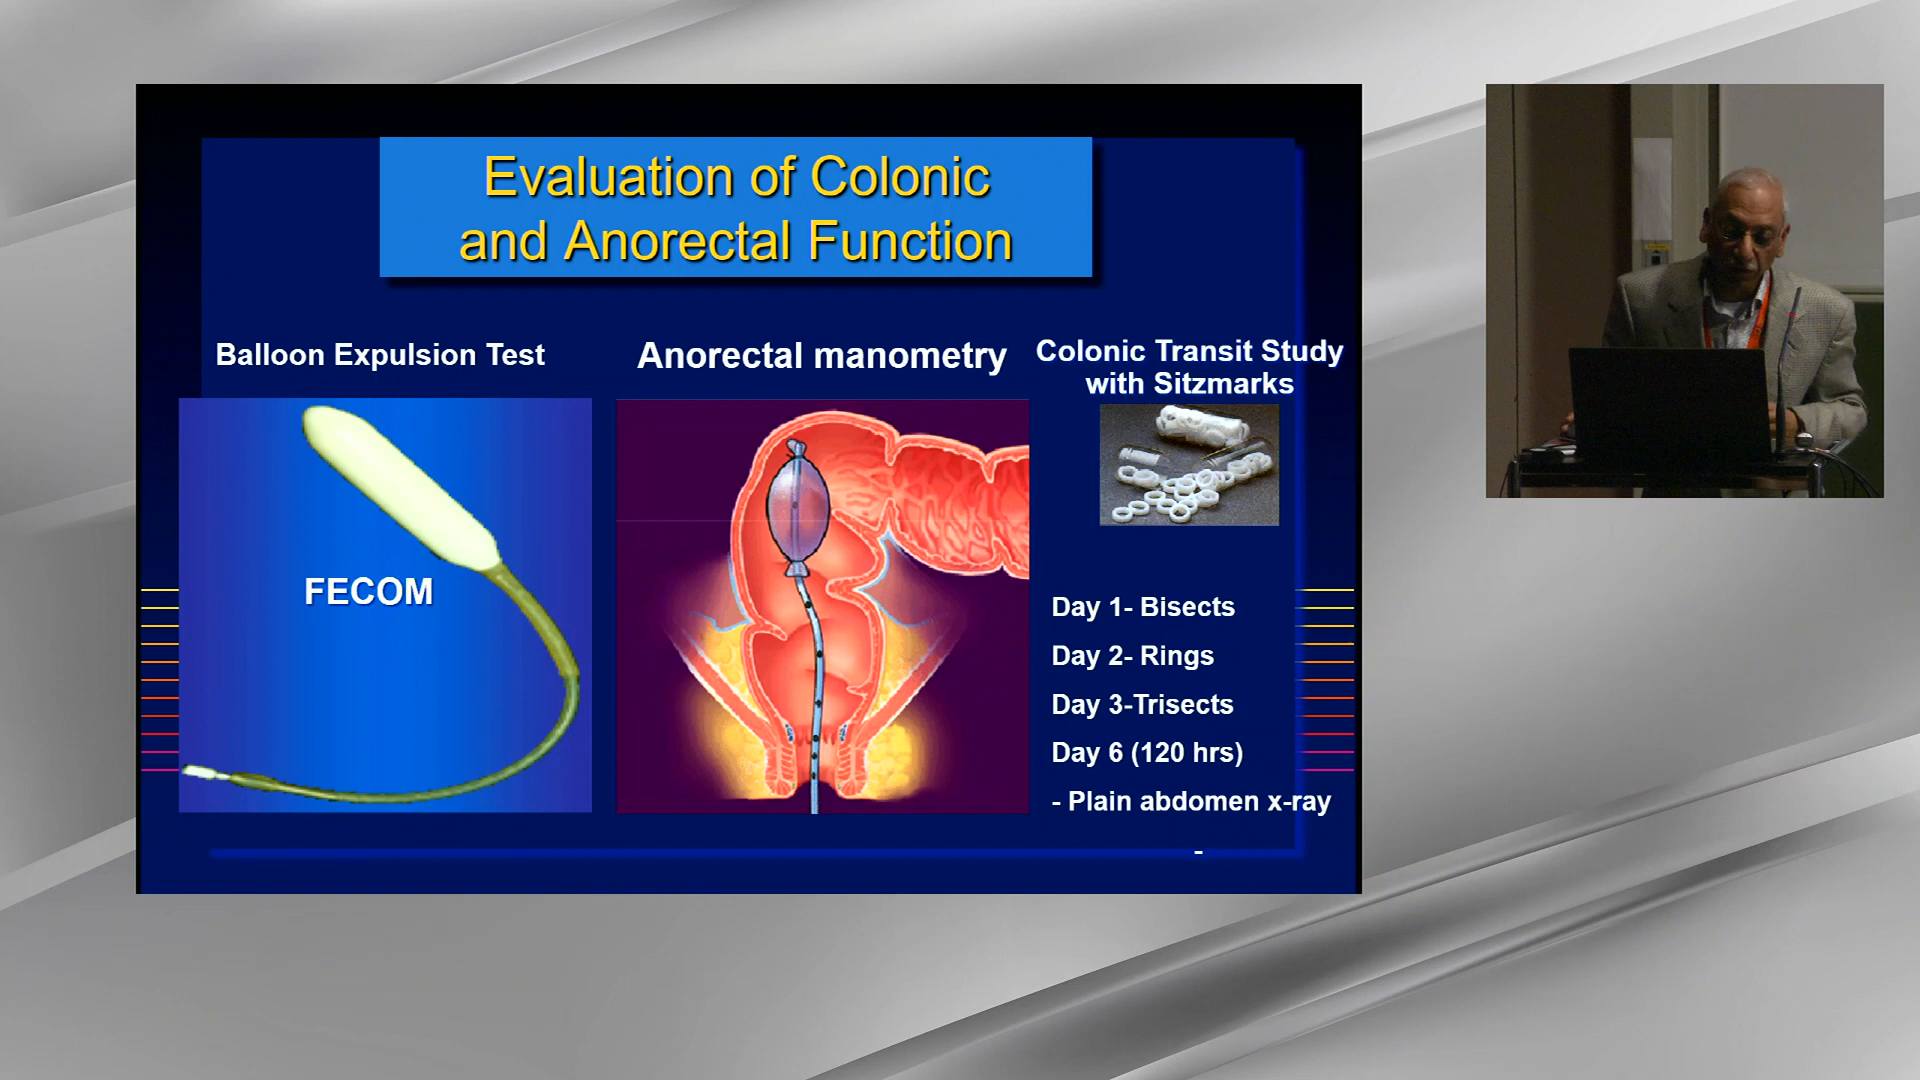 Evaluation of Colonic
and Anorectal Function
Balloon Expulsion Test
FECOM
Anorectal manometry
Colonic Transit Study
with Sitzmarks
Day 1- Bisects
Day 2- Rings
Day 3-Trisects
Day 6 (120 hrs)
- Plain abdomen x-ray
-